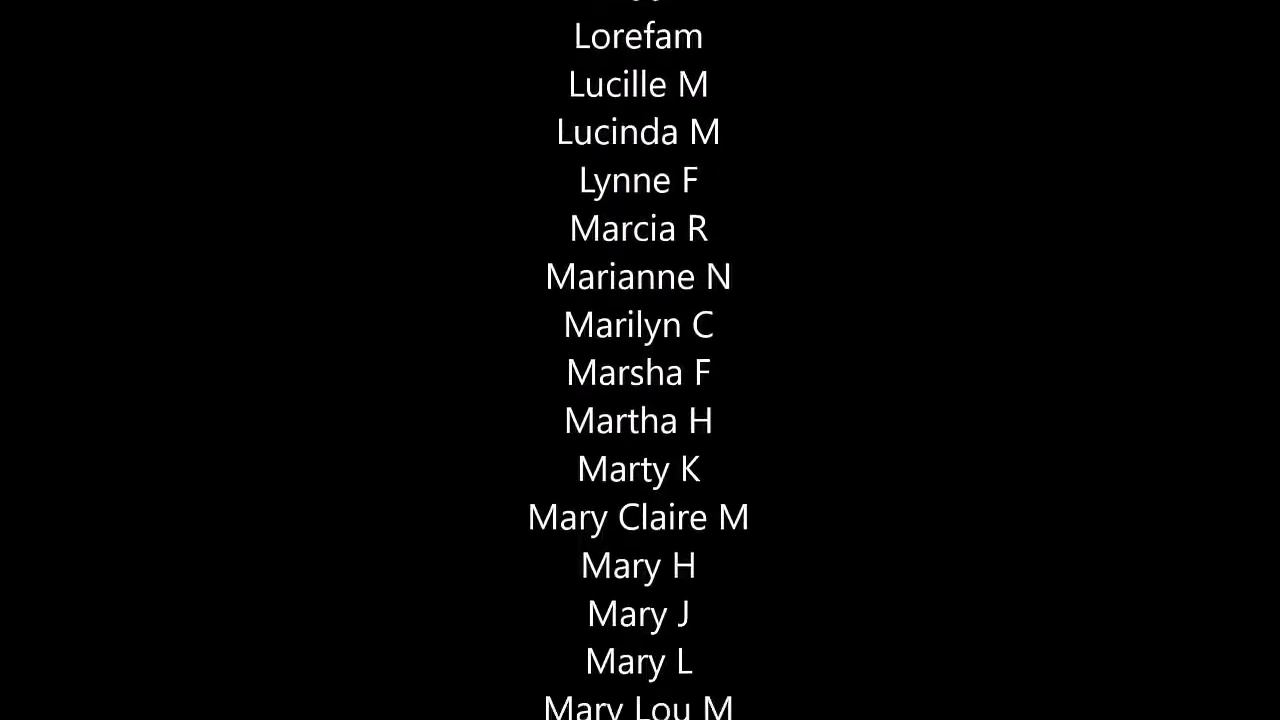 Lorefam
Lucille M
Lucinda M
Lynne F
Marcia R
Marianne N
Marilyn C
Marsha F
Martha H
Marty K
Mary Claire M
Mary H
Mary J
Mary L
Mary Lou M